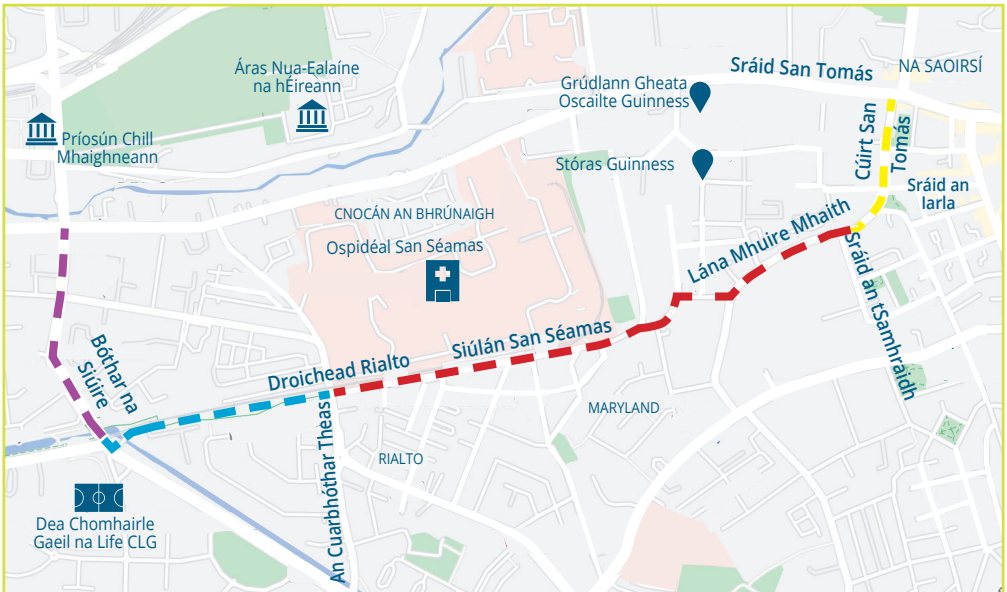 Áras Nua-Ealaíne
na hÉireann
Príosún Chill
Mhaighneann
Grúdlann Gheata
Oscailte Guinness
Sráid San Tomás
NA SAOIRSÍ
Stóras Guinness
Cúirt San
Tomás
Sráid an
Iarla
CNOCÁN AN BHRÚNAIGH
Ospidéal San Séamas
Lána Mhuire Mhaith
Sráid an tSamhraidh
Siúlán San Séamas
Droichead Rialto
Bóthar na
Siúire
MARYLAND
RIALTO
An Cuarbhóthar Theas
Dea Chomhairle
Gaeil na Life CLG